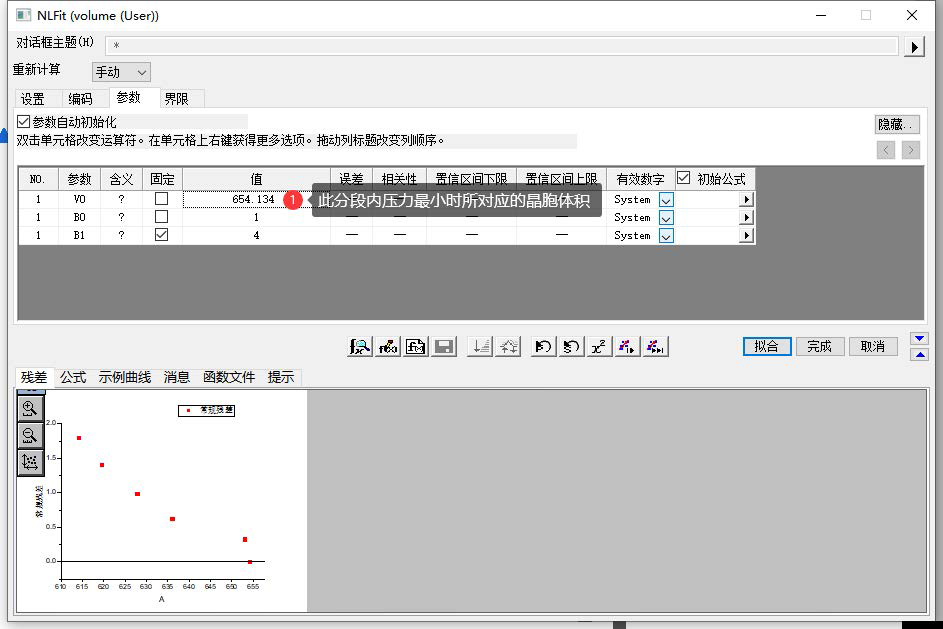 NLFit (volume (User))
对话框主题(H) *
重新计算 手动
设置 编码 参数 界限
参数自动初始化
双击单元格改变运算符。在单元格上右键获得更多选项。拖动列标题改变列顺序。
隐藏..
NO. 参数 含义 固定 值 误差 相关性 置信区间下限 置信区间上限 有效数字 初始公式
1 V0 ? 654.134 1 此分段内压力最小时所对应的晶胞体积 System
1 B0 ? 1 — — — — System
1 B1 ? 4 — — — — System
拟合 完成 取消
残差 公式 示例曲线 消息 函数文件 提示
常规残差
2.0
1.5
1.0
0.5
0.0
常规残差
610 615 620 625 630 635 640 645 650 655
A